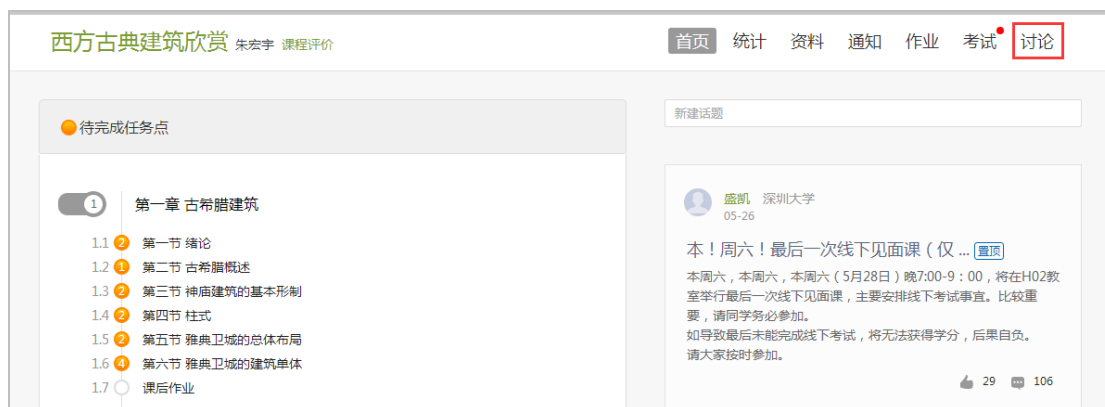 西方古典建筑欣赏 朱宏宇 课程评价
首页 统计 资料 通知 作业 考试 讨论
待完成任务点
1 第一章 古希腊建筑
1.1 2 第一节 绪论
1.2 1 第二节 古希腊概述
1.3 2 第三节 神庙建筑的基本形制
1.4 2 第四节 柱式
1.5 2 第五节 雅典卫城的总体布局
1.6 4 第六节 雅典卫城的建筑单体
1.7 课后作业
新建话题
盛凯 深圳大学
05-26
本！周六！最后一次线下见面课（仅 ... 置顶
本周六，本周六，本周六（5月28日）晚7:00-9：00，将在H02教
室举行最后一次线下见面课，主要安排线下考试事宜。比较重
要，请同学务必参加。
如导致最后未能完成线下考试，将无法获得学分，后果自负。
请大家按时参加。
29 106